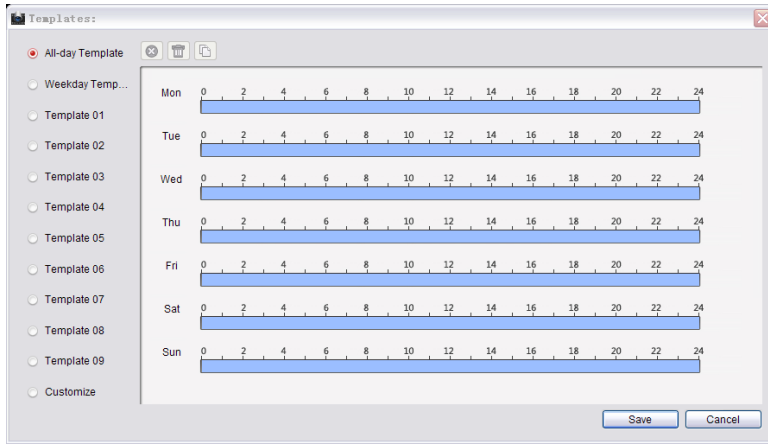 Templates:
All-day Template
Weekday Temp...
Template 01
Template 02
Template 03
Template 04
Template 05
Template 06
Template 07
Template 08
Template 09
Customize
Mon 0 2 4 6 8 10 12 14 16 18 20 22 24
Tue 0 2 4 6 8 10 12 14 16 18 20 22 24
Wed 0 2 4 6 8 10 12 14 16 18 20 22 24
Thu 0 2 4 6 8 10 12 14 16 18 20 22 24
Fri 0 2 4 6 8 10 12 14 16 18 20 22 24
Sat 0 2 4 6 8 10 12 14 16 18 20 22 24
Sun 0 2 4 6 8 10 12 14 16 18 20 22 24
Save Cancel